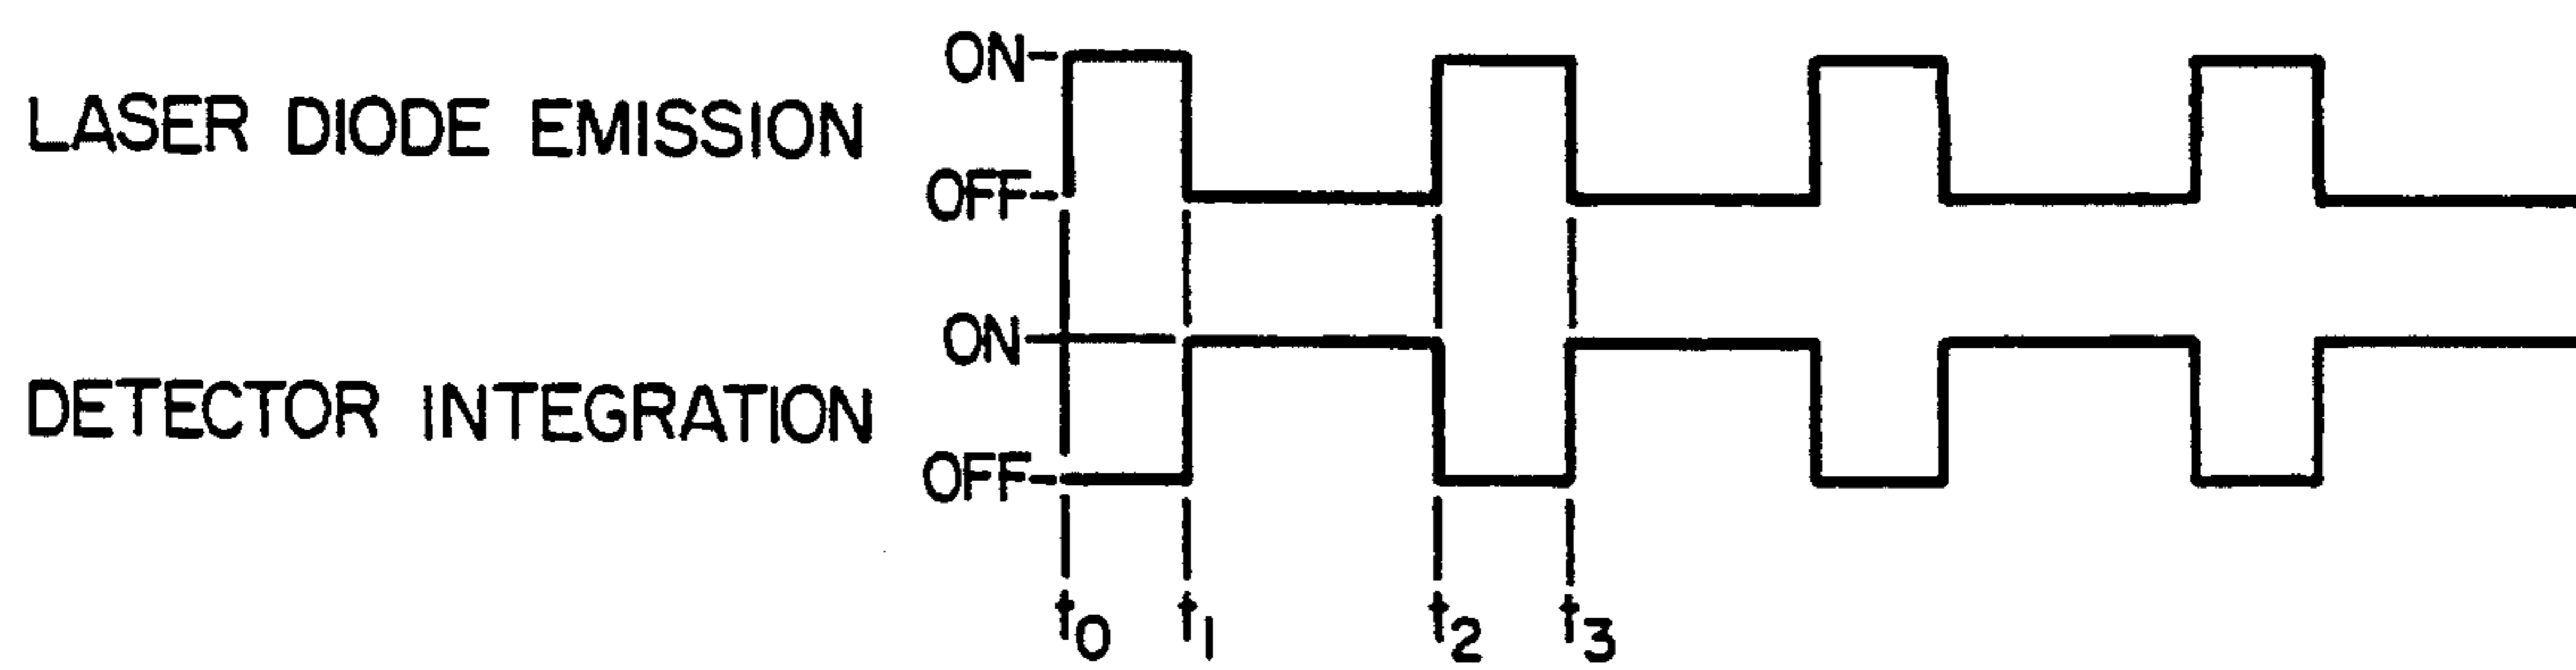 ON
LASER DIODE EMISSION
OFF
ON
DETECTOR INTEGRATION
OFF
t0 t1 t2 t3